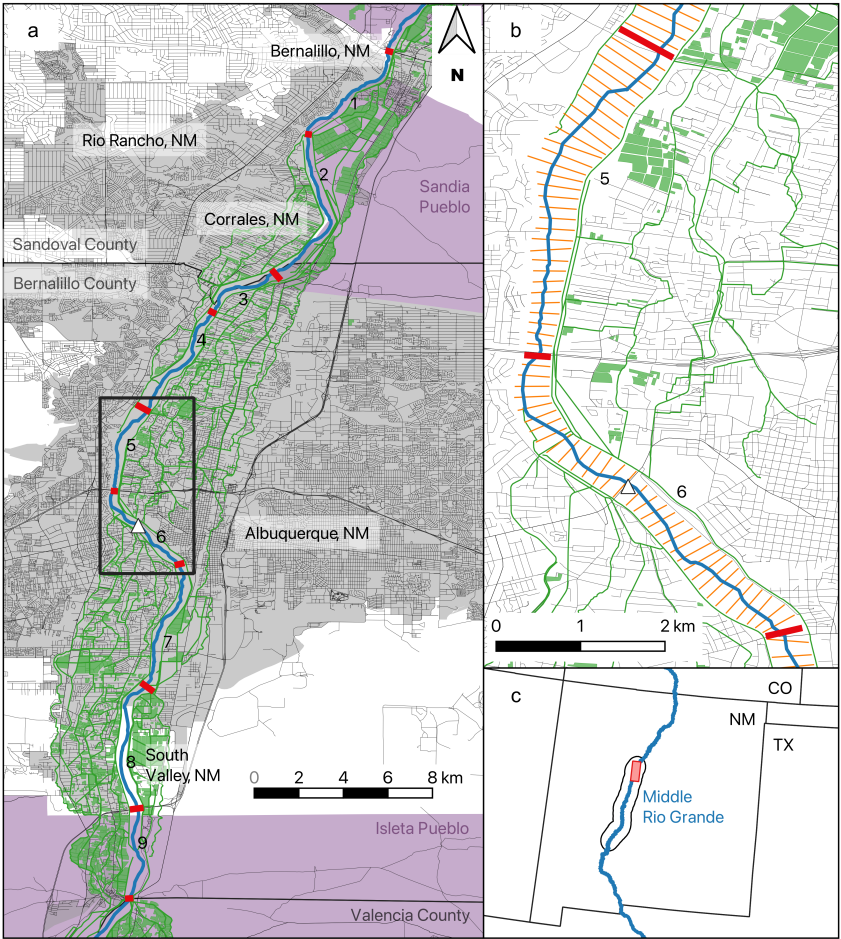 a
Bernalillo, NM
N
1
Rio Rancho, NM
2
Sandia
Pueblo
Corrales, NM
Sandoval County
Bernalillo County
3
4
5
6
Albuquerque, NM
7
South
Valley, NM
8
0 2 4 6 8 km
Isleta Pueblo
9
Valencia County
b
5
6
0 1 2 km
c
CO
NM
TX
Middle
Rio Grande